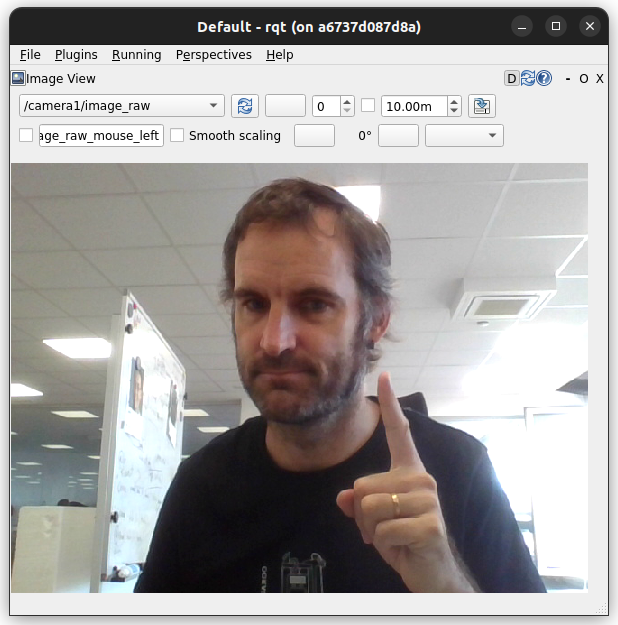 Default - rqt (on a6737d087d8a)
File Plugins Running Perspectives Help
Image View D - O X
/camera1/image_raw 0 10.00m
age_raw_mouse_left Smooth scaling 0°